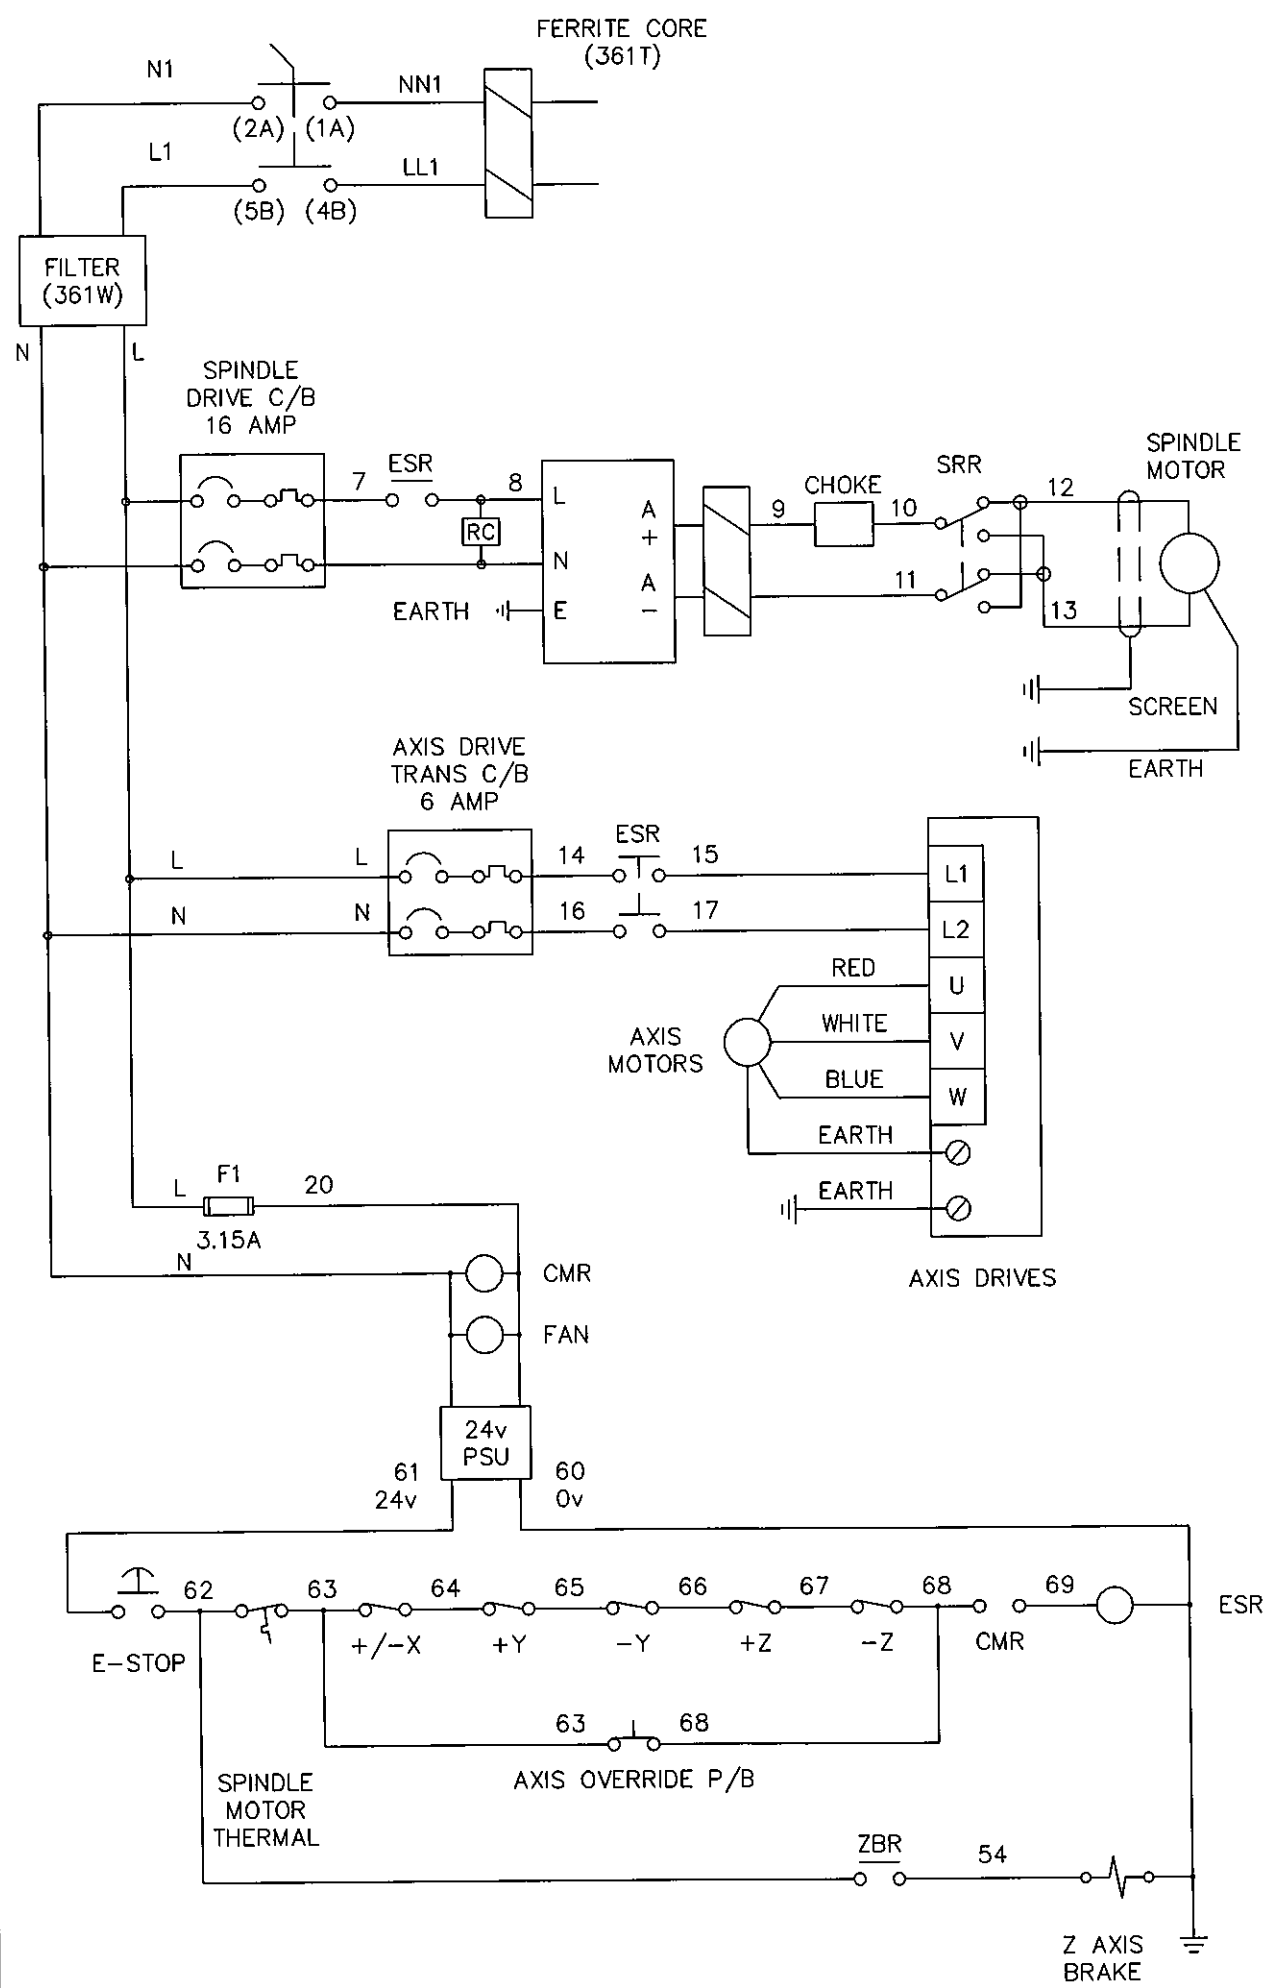 FERRITE CORE
(361T)
N1
NN1
(2A) (1A)
L1
LL1
(5B) (4B)
FILTER
(361W)
N
L
SPINDLE
DRIVE C/B
16 AMP
7
ESR
8
L
A
+
RC
N
A
−
EARTH
E
9
CHOKE
10
SRR
11
12
13
SPINDLE
MOTOR
SCREEN
EARTH
AXIS DRIVE
TRANS C/B
6 AMP
L
L
14
ESR
15
L1
N
N
16
17
L2
RED
U
AXIS
MOTORS
WHITE
V
BLUE
W
EARTH
EARTH
AXIS DRIVES
L
F1
20
3.15A
N
CMR
FAN
24v
PSU
61
24v
60
0v
62
63
64
65
66
67
68
69
ESR
E−STOP
+/−X
+Y
−Y
+Z
−Z
CMR
63
68
AXIS OVERRIDE P/B
SPINDLE
MOTOR
THERMAL
ZBR
54
Z AXIS
BRAKE